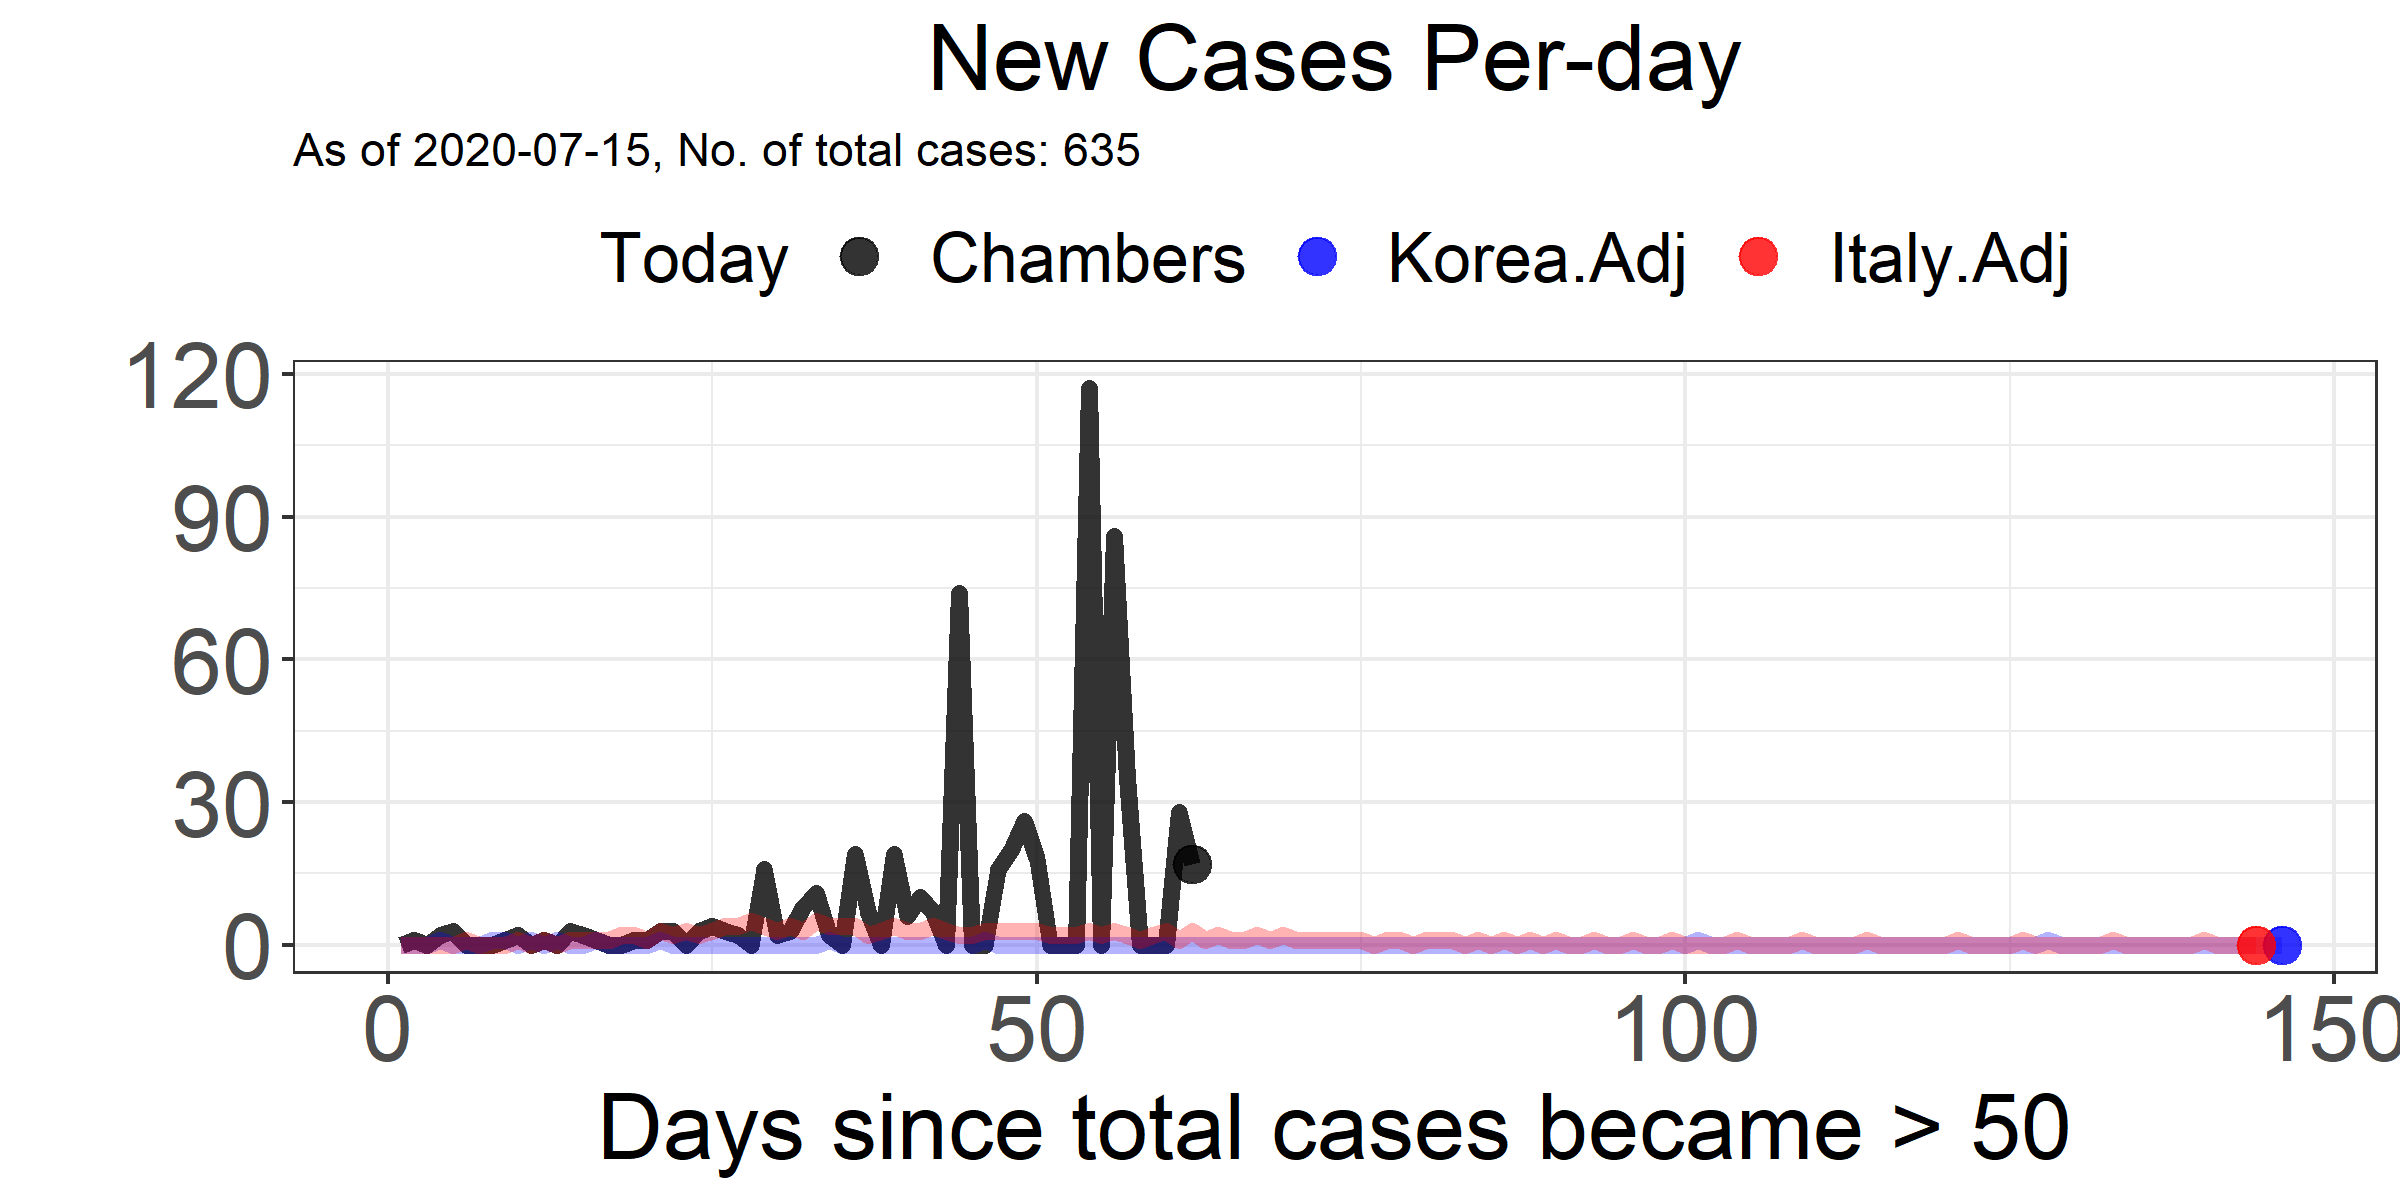 New Cases Per-day
As of 2020-07-15, No. of total cases: 635
Today Chambers Korea.Adj Italy.Adj
120
90
60
30
0
0 50 100 150
Days since total cases became > 50